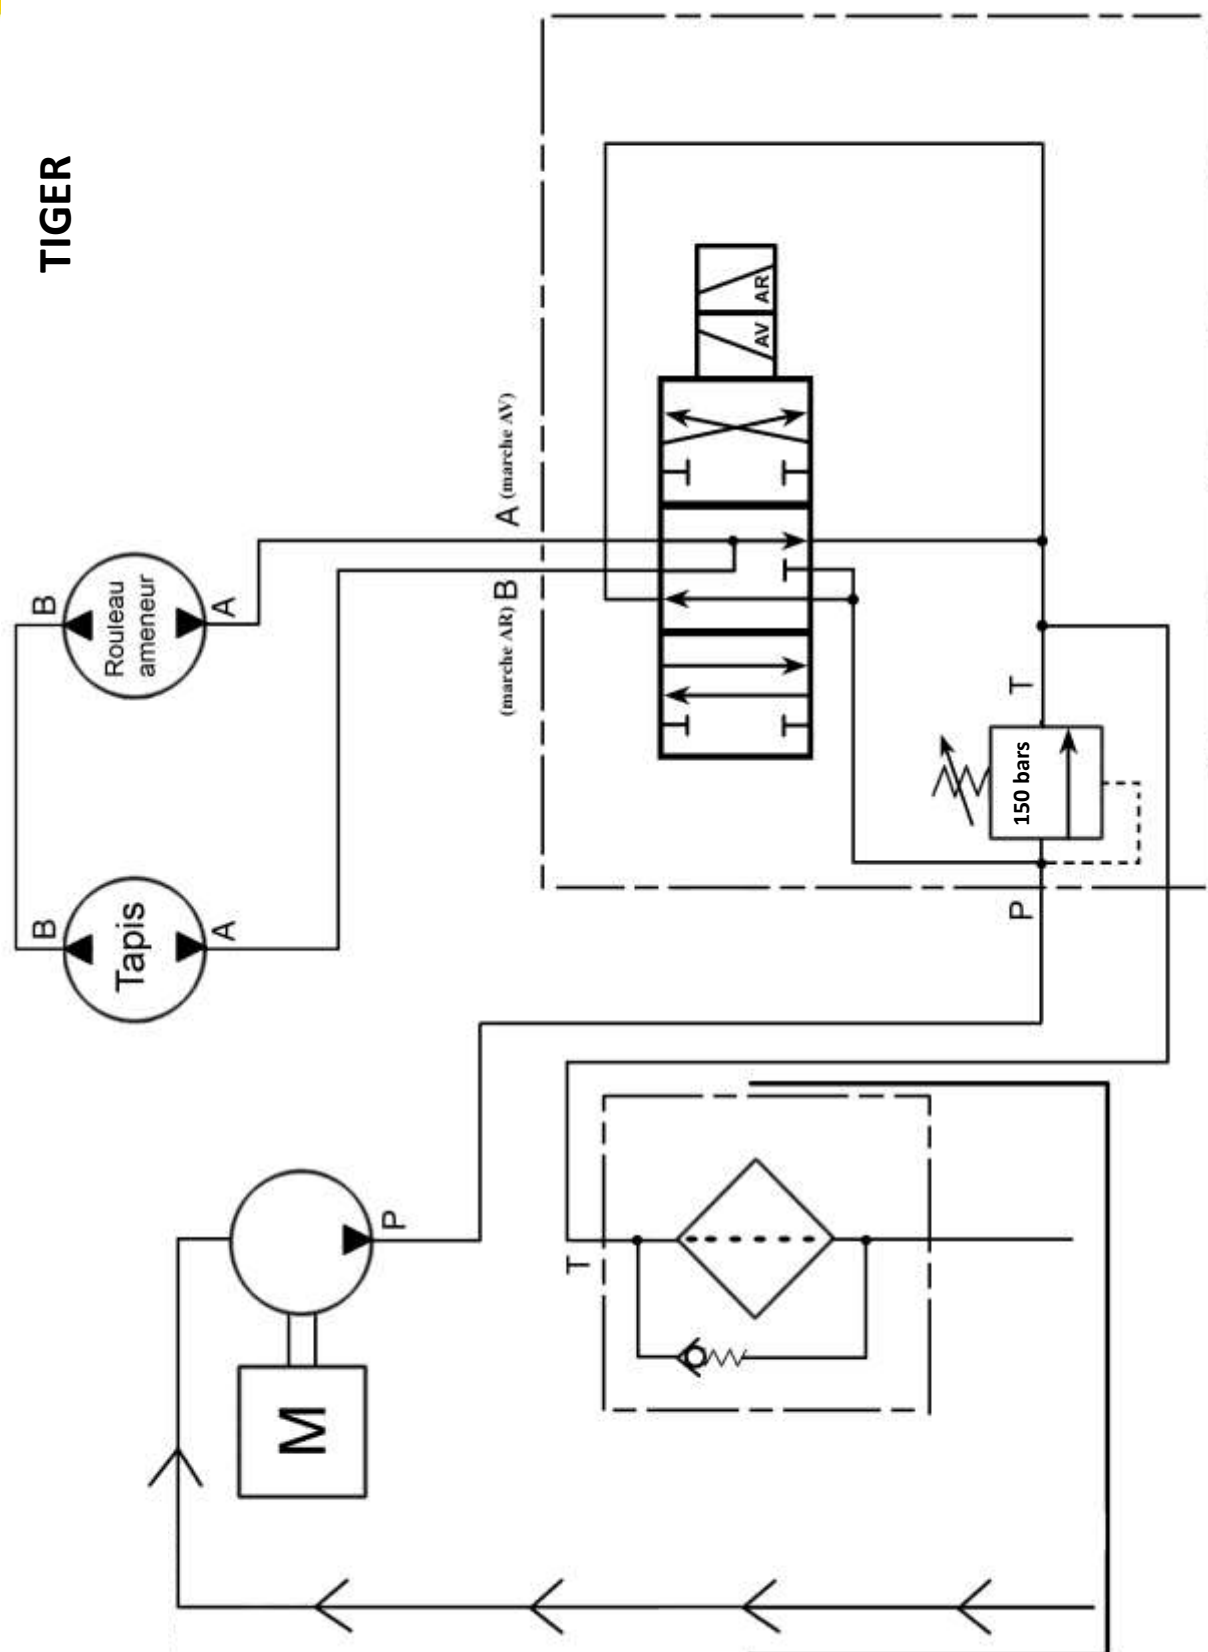 TIGER
B
Rouleau
ameneur
A
B
Tapis
A
A (marche AV)
(marche AR) B
AV
AR
T
150 bars
P
P
T
M